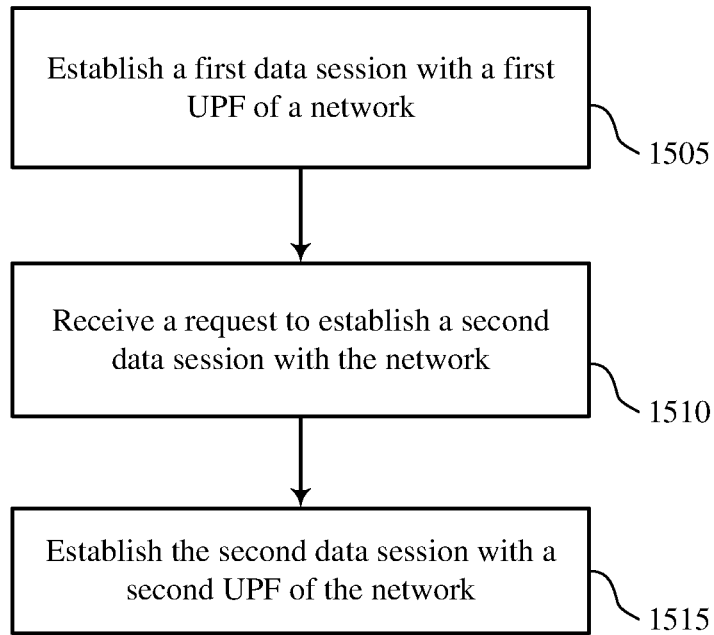 Establish a first data session with a first
UPF of a network
1505
Receive a request to establish a second
data session with the network
1510
Establish the second data session with a
second UPF of the network
1515